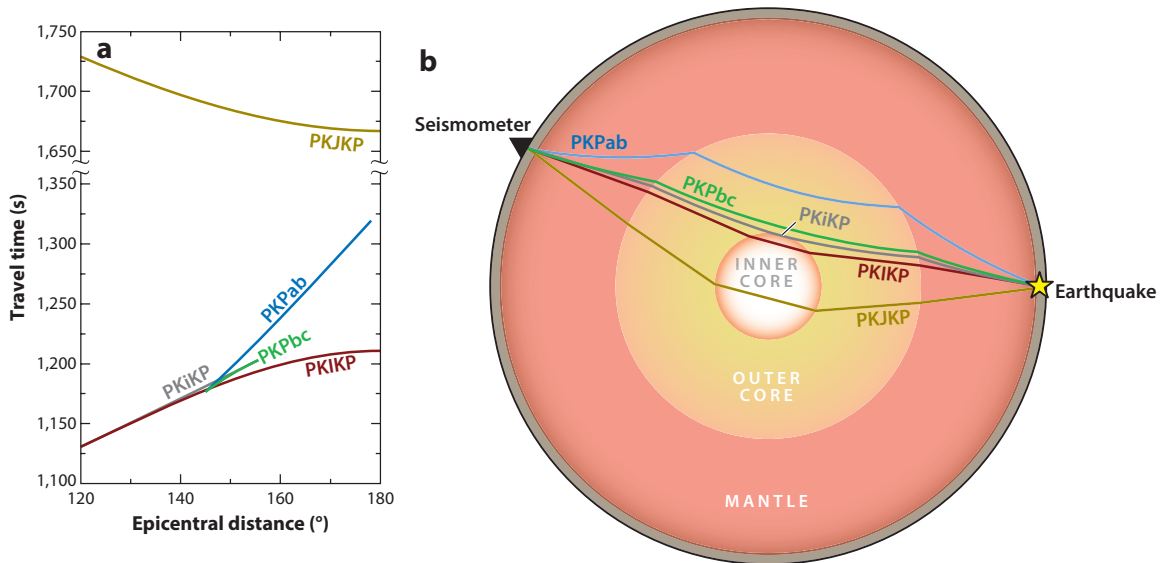 a
1,750
1,700
1,650
1,350
1,300
1,250
1,200
1,150
1,100
Travel time (s)
120
140
160
180
Epicentral distance (°)
PKJKP
PKPab
PKPbc
PKiKP
PKIKP
b
Seismometer
PKPab
PKPbc
PKiKP
PKIKP
PKJKP
INNER
CORE
OUTER
CORE
MANTLE
Earthquake